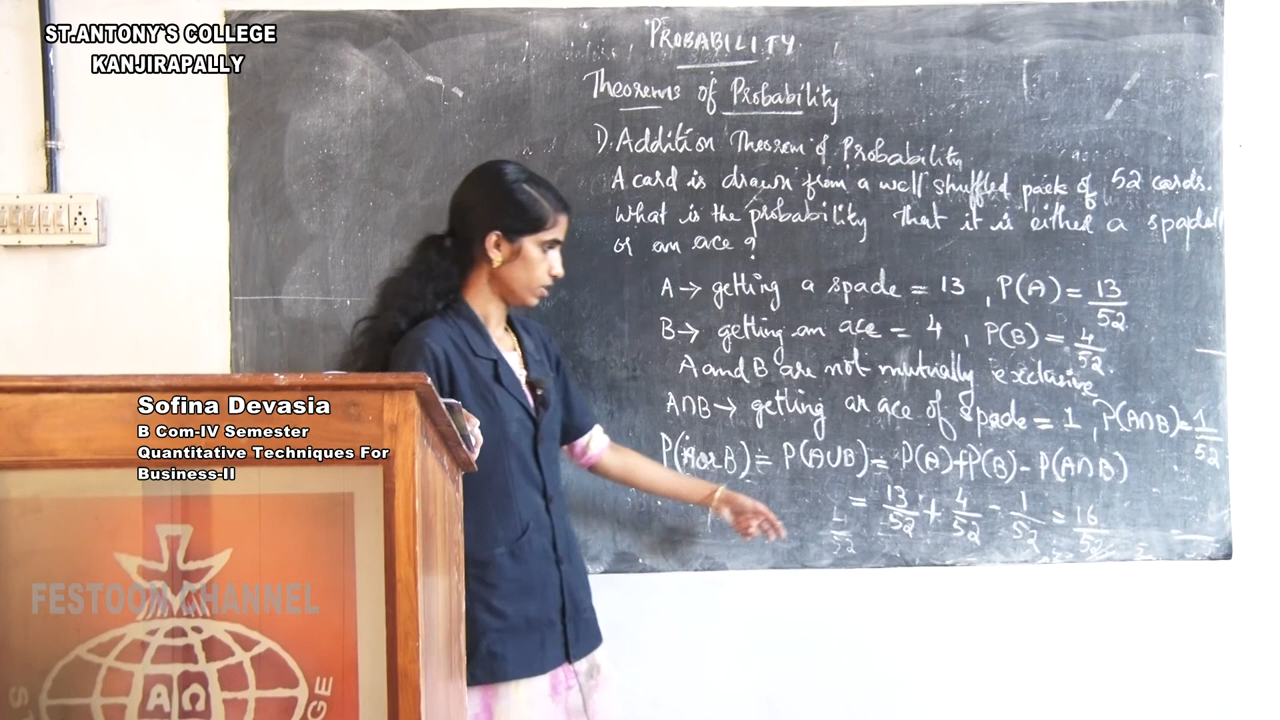 ST.ANTONY`S COLLEGE
KANJIRAPALLY
PROBABILITY
Theorems of Probability
1) Addition Theorem of Probability
A card is drawn from a well shuffled pack of 52 cards.
What is the probability that it is either a spade
or an ace ?
A → getting a spade = 13 , P(A) = 13/52
B → getting an ace = 4 , P(B) = 4/52
A and B are not mutually exclusive
A∩B → getting an ace of spade = 1 , P(A∩B) = 1/52
P(A or B) = P(A∪B) = P(A) + P(B) - P(A∩B)
= 13/52 + 4/52 - 1/52 = 16/52
1/52
Sofina Devasia
B Com-IV Semester
Quantitative Techniques For
Business-II
FESTOON CHANNEL